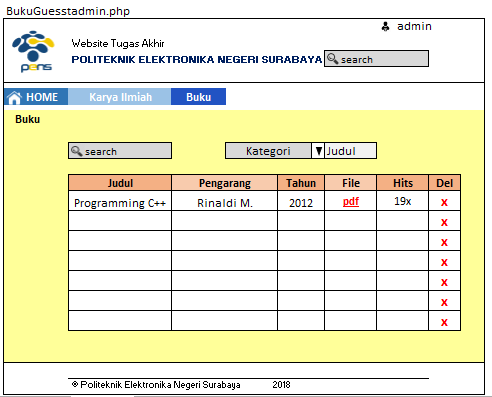 BukuGuesstadmin.php
admin
Website Tugas Akhir
POLITEKNIK ELEKTRONIKA NEGERI SURABAYA
search
pens
HOME Karya Ilmiah Buku
Buku
search Kategori Judul
Judul Pengarang Tahun File Hits Del
Programming C++ Rinaldi M. 2012 pdf 19x x
x
x
x
x
x
x
® Politeknik Elektronika Negeri Surabaya 2018